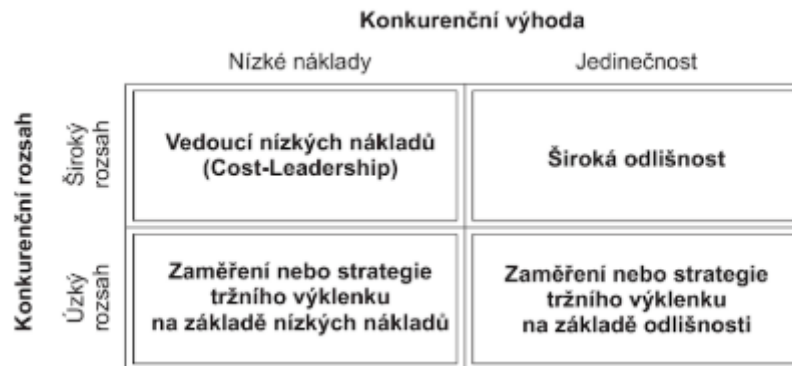 Konkurenční výhoda
Nízké náklady
Jedinečnost
Konkurenční rozsah
Široký
rozsah
Vedoucí nízkých nákladů
(Cost-Leadership)
Široká odlišnost
Úzký
rozsah
Zaměření nebo strategie
tržního výklenku
na základě nízkých nákladů
Zaměření nebo strategie
tržního výklenku
na základě odlišnosti